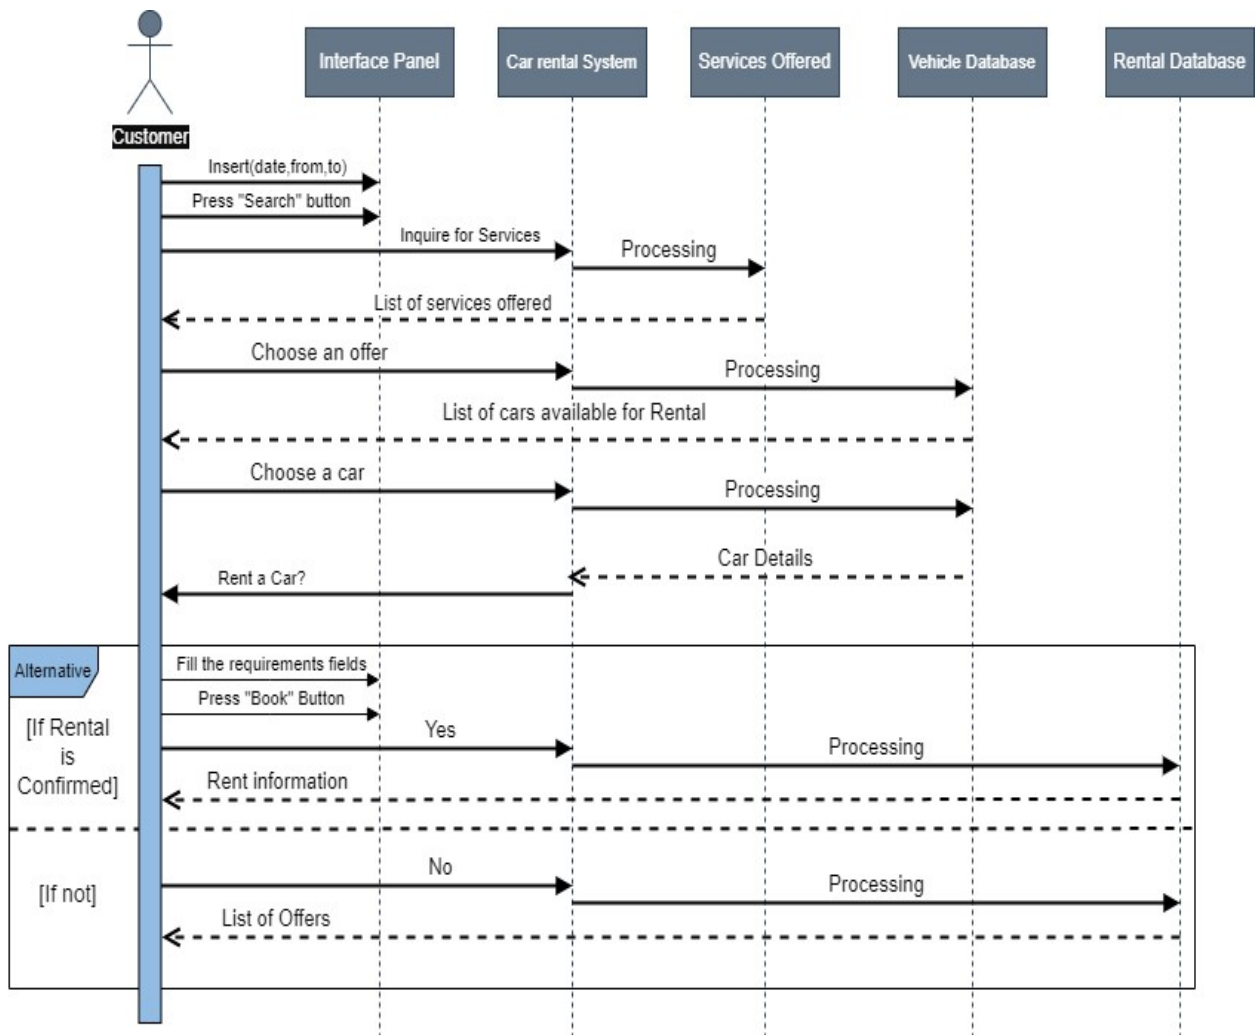 Interface Panel
Car rental System
Services Offered
Vehicle Database
Rental Database
Customer
Insert(date,from,to)
Press "Search" button
Inquire for Services
Processing
List of services offered
Choose an offer
Processing
List of cars available for Rental
Choose a car
Processing
Car Details
Rent a Car?
Alternative
Fill the requirements fields
Press "Book" Button
[If Rental
is
Confirmed]
Yes
Processing
Rent information
[If not]
No
Processing
List of Offers